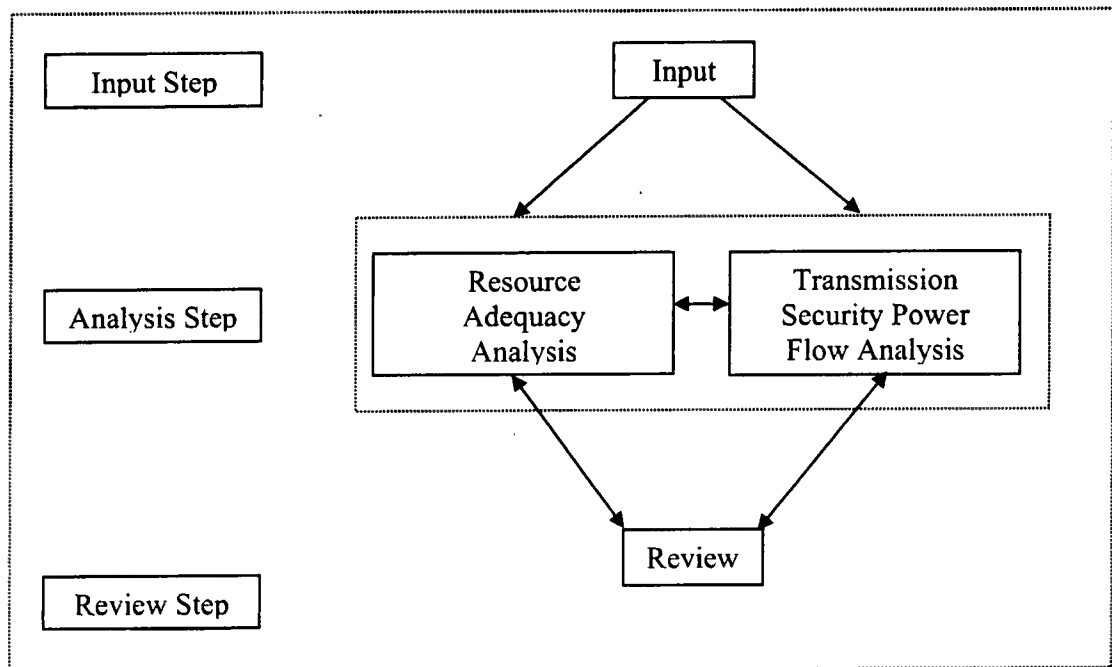 Input Step
Input
Analysis Step
Resource
Adequacy
Analysis
Transmission
Security Power
Flow Analysis
Review
Review Step